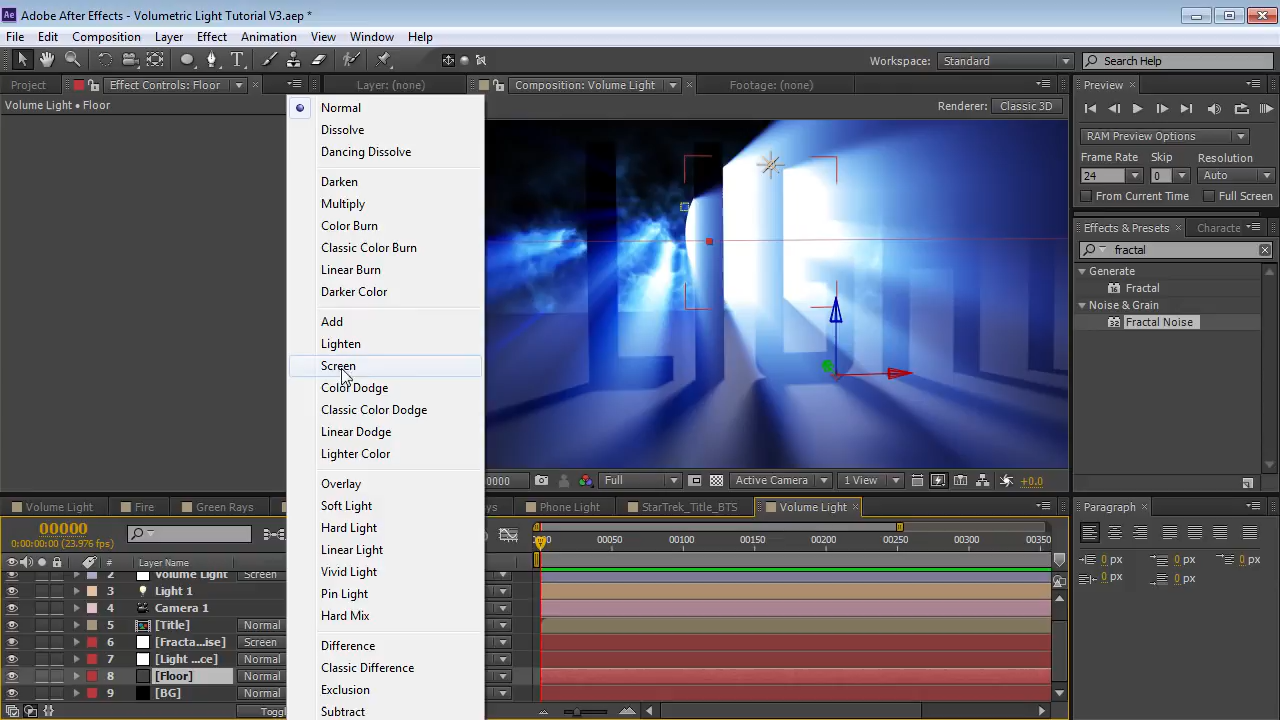 Adobe After Effects - Volumetric Light Tutorial V3.aep *
File Edit Composition Layer Effect Animation View Window Help
Workspace: Standard Search Help
Project Effect Controls: Floor Layer: (none) Composition: Volume Light Footage: (none) Preview
Volume Light • Floor
Renderer: Classic 3D
RAM Preview Options
Frame Rate Skip Resolution
24 0 Auto
From Current Time Full Screen
Effects & Presets Characte
fractal
Generate
Fractal
Noise & Grain
Fractal Noise
Normal
Dissolve
Dancing Dissolve
Darken
Multiply
Color Burn
Classic Color Burn
Linear Burn
Darker Color
Add
Lighten
Screen
Color Dodge
Classic Color Dodge
Linear Dodge
Lighter Color
Overlay
Soft Light
Hard Light
Linear Light
Vivid Light
Pin Light
Hard Mix
Difference
Classic Difference
Exclusion
Subtract
0000 Full Active Camera 1 View +0.0
Volume Light Fire Green Rays ys Phone Light StarTrek_Title_BTS Volume Light Paragraph
00000
0:00:00:00 (23.976 fps)
00 00050 00100 00150 00200 00250 00300 00350
# Layer Name
2 Volume Light Screen
3 Light 1
4 Camera 1
5 [Title] Normal
6 [Fracta...ise] Screen
7 [Light ...ce] Normal
8 [Floor] Normal
9 [BG] Normal
Toggl
0 px 0 px 0 px
0 px 0 px